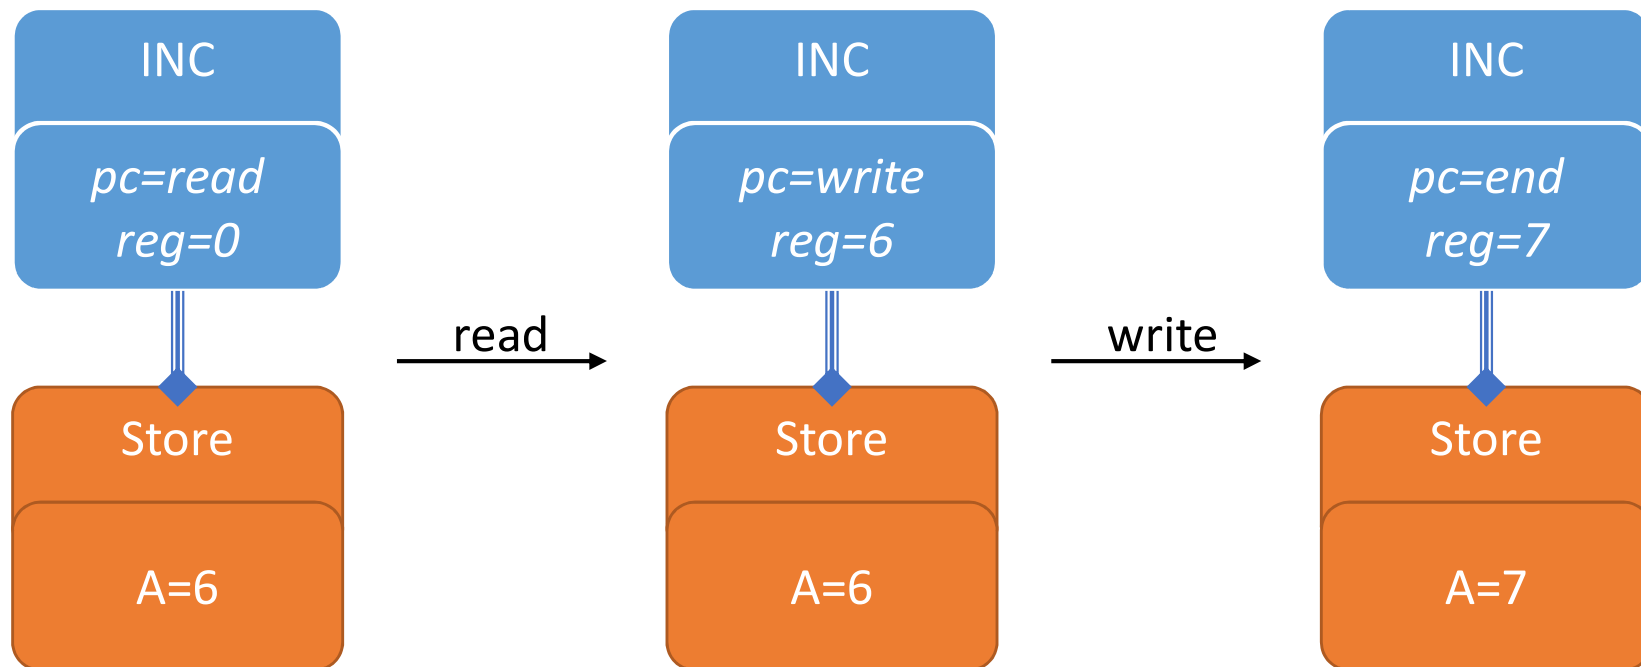 INC
pc=read
reg=0
Store
A=6
read
INC
pc=write
reg=6
Store
A=6
write
INC
pc=end
reg=7
Store
A=7